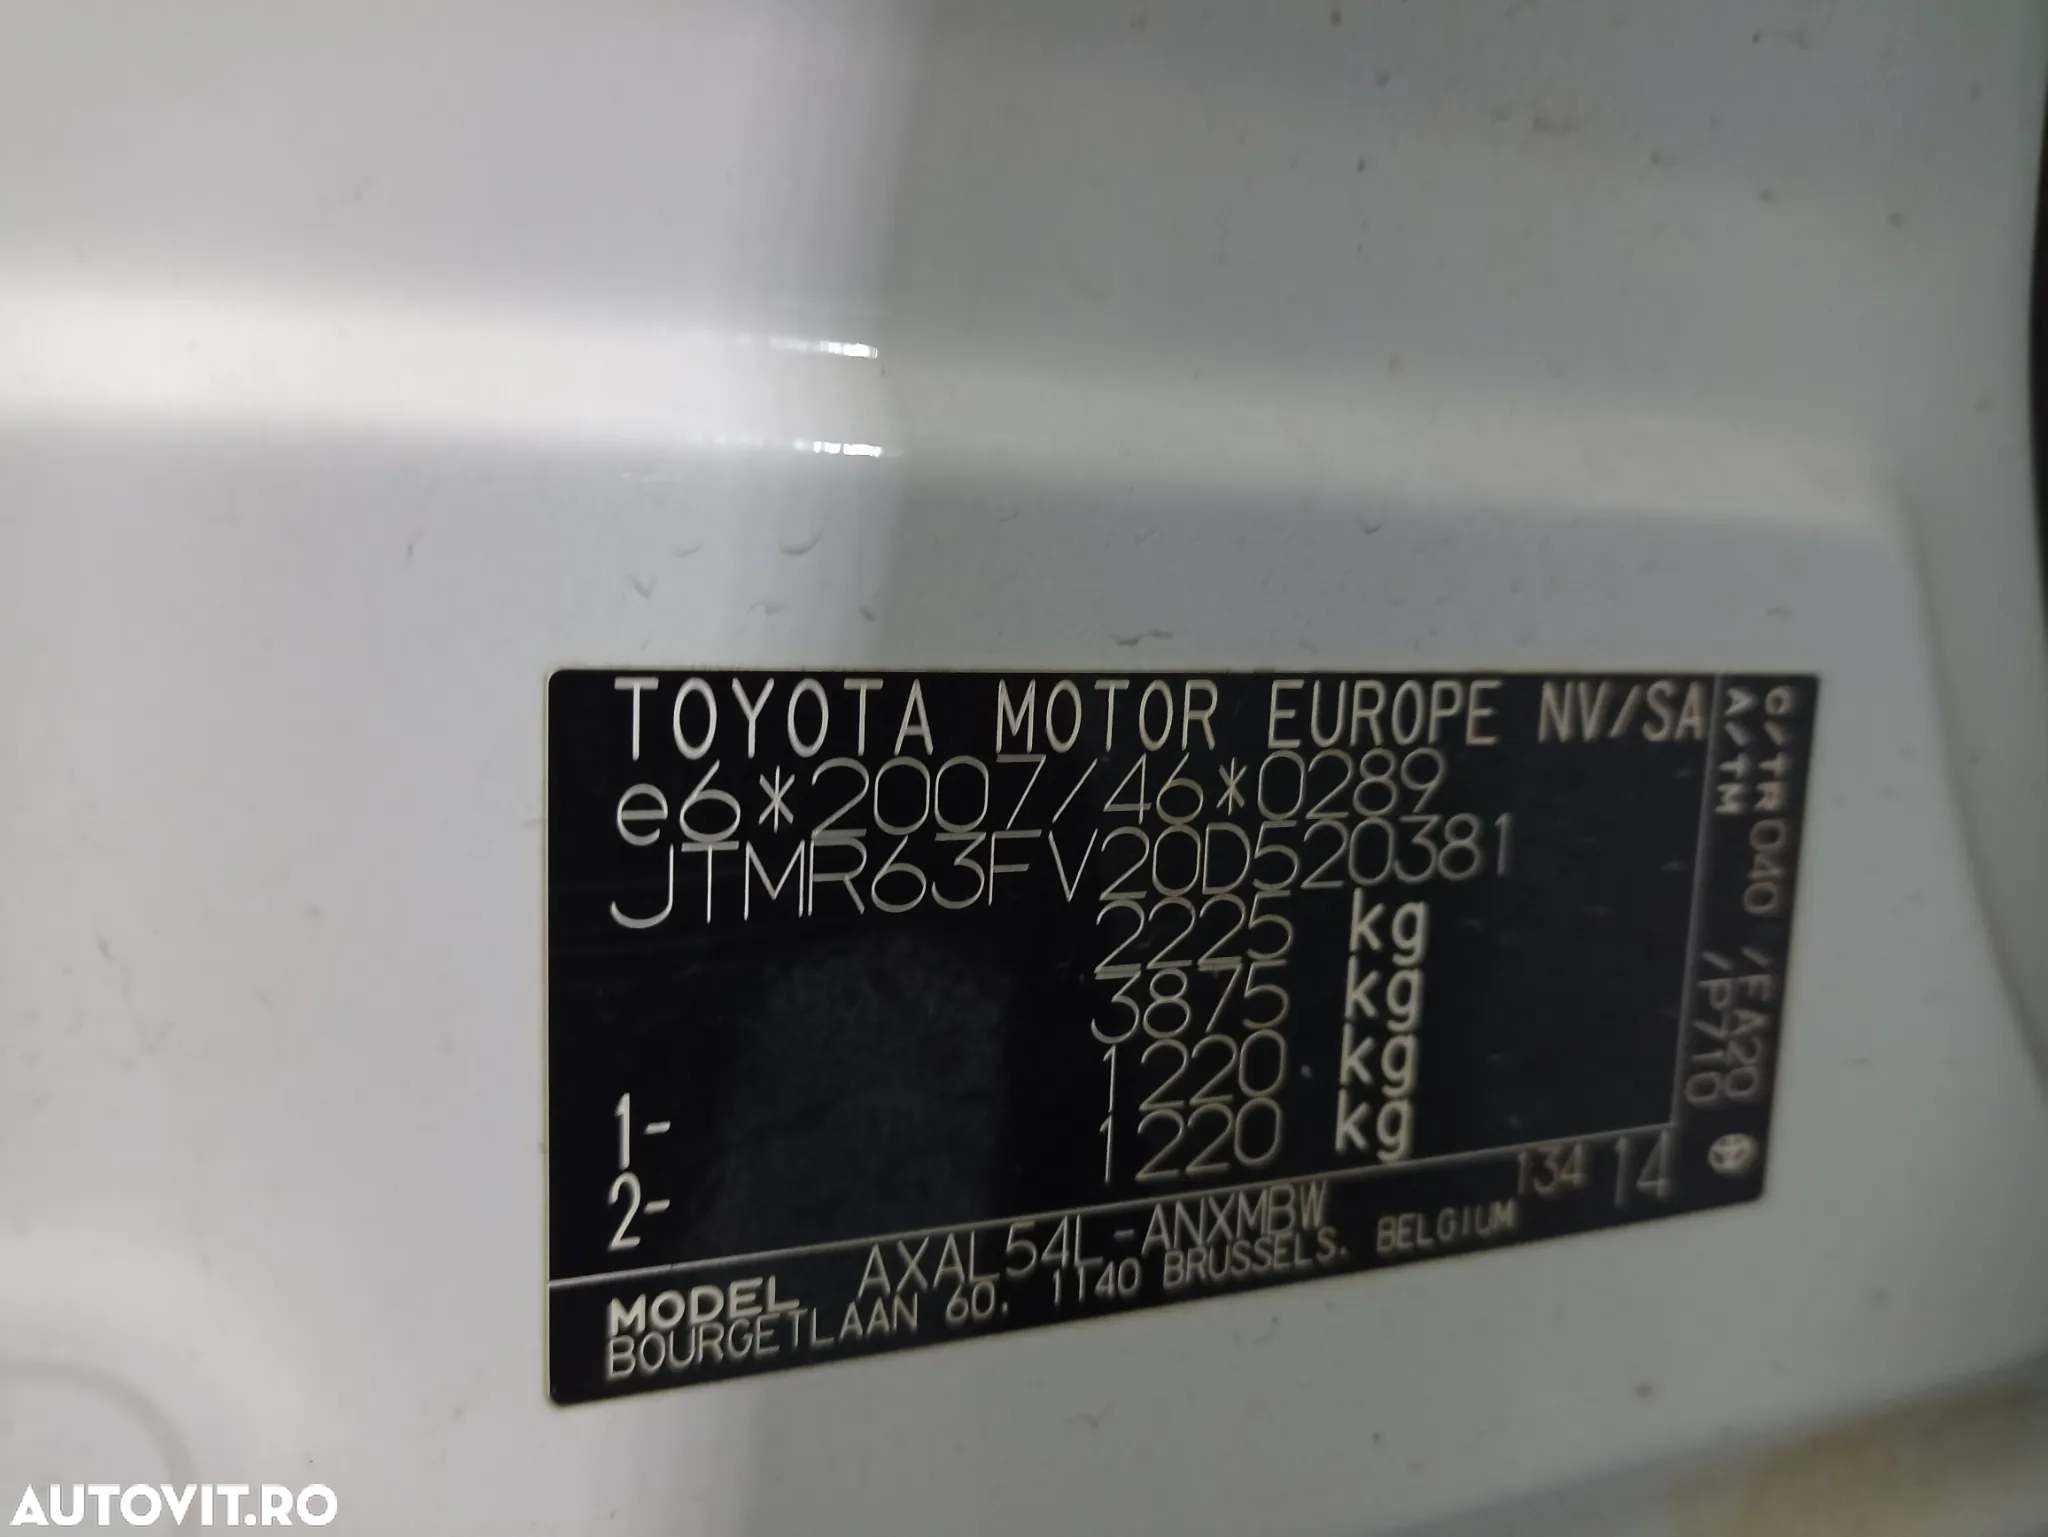 TOYOTA MOTOR EUROPE NV/SA
e6*2007/46*0289
JTMR63FV20D520381
2225 kg
3875 kg
1- 1220 kg
2- 1220 kg
134 14
MODEL AXAL54L-ANXMBW
BOURGETLAAN 60. 1140 BRUSSELS. BELGIUM
C/TR040 /FA20
A/TM /P710
AUTOVIT.RO